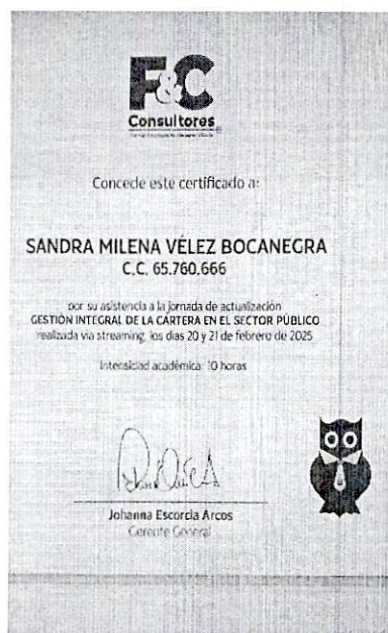 F&C
Consultores
Concede este certificado a:
SANDRA MILENA VÉLEZ BOCANEGRA
C.C. 65.760.666
por su asistencia a la jornada de actualización
GESTIÓN INTEGRAL DE LA CARTERA EN EL SECTOR PÚBLICO
realizada vía streaming, los días 20 y 21 de febrero de 2025
Intensidad académica: 10 horas
Johanna Escorcia Arcos
Gerente General